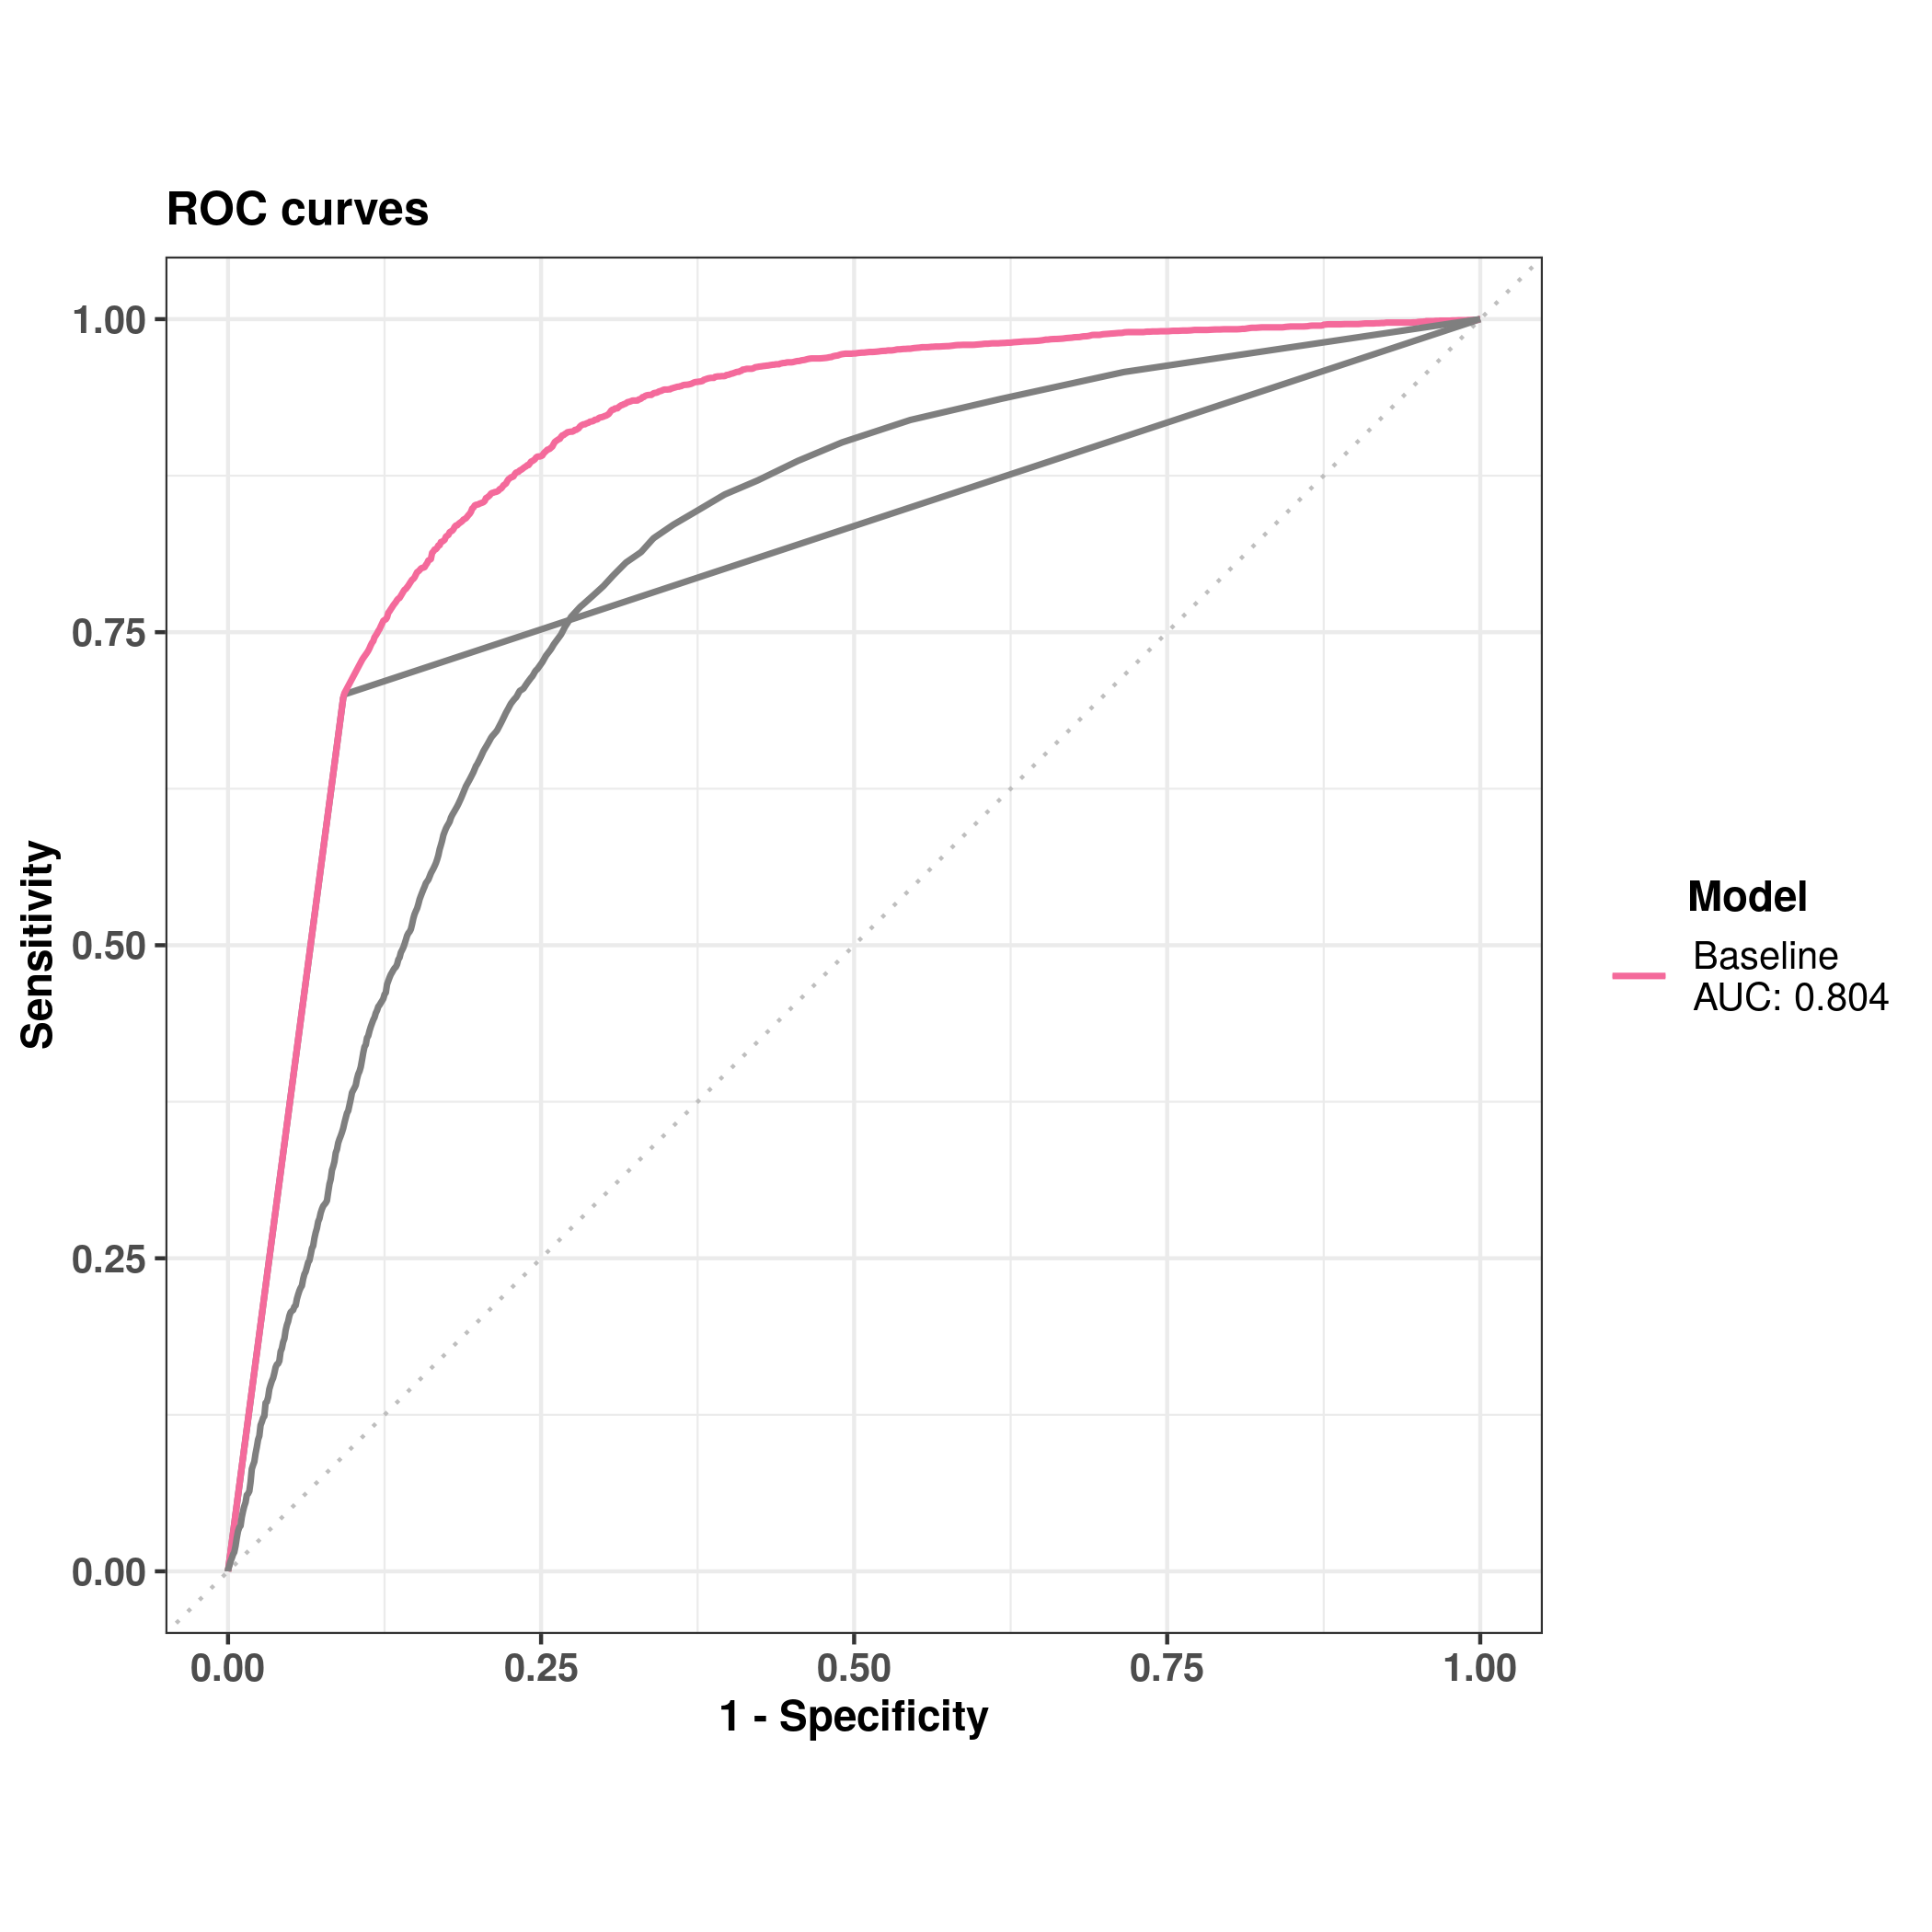 ROC curves
1.00
0.75
0.50
0.25
0.00
Sensitivity
0.00 0.25 0.50 0.75 1.00
1 - Specificity
Model
Baseline
AUC: 0.804